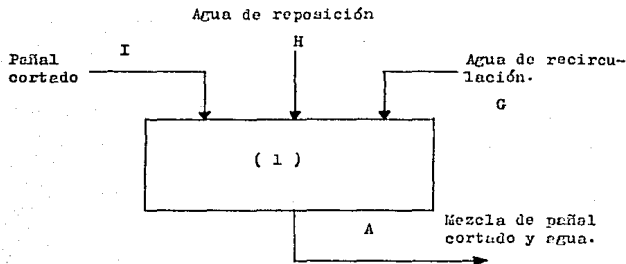 Agua de reposición
H
I
Pañal
cortado
Agua de recircu-
lación.
G
( 1 )
A
Mezcla de pañal
cortado y agua.